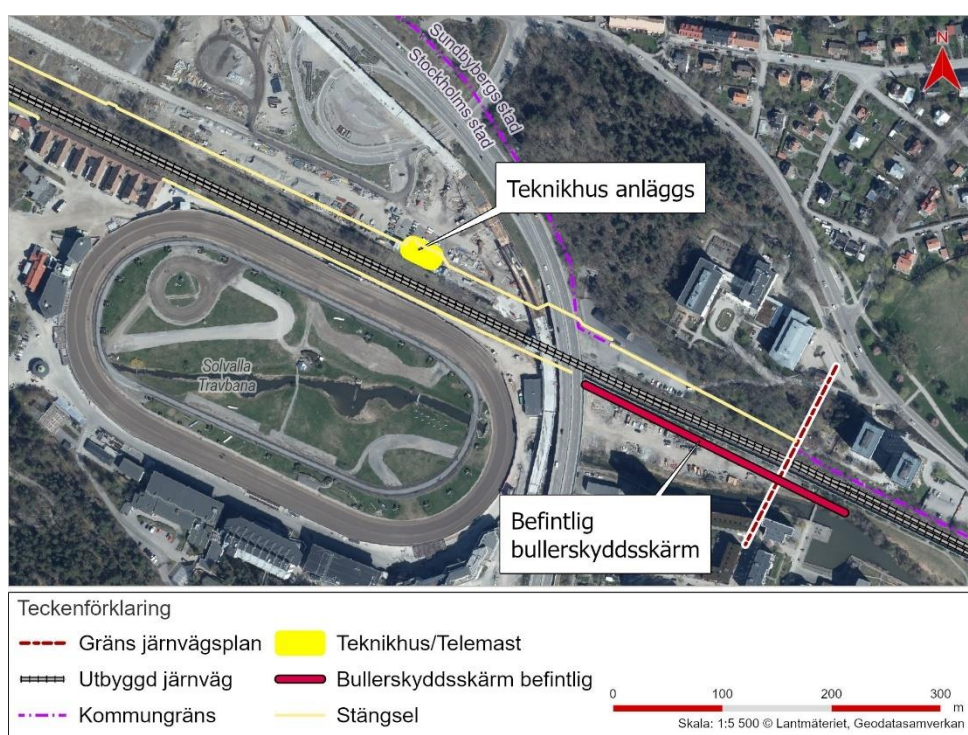 N
Sundbybergs stad
Stockholms stad
Teknikhus anläggs
Solvalla
Travbana
Befintlig
bullerskyddsskärm
Teckenförklaring
Gräns järnvägsplan
Teknikhus/Telemast
Utbyggd järnväg
Bullerskyddsskärm befintlig
Kommungräns
Stängsel
0 100 200 300
m
Skala: 1:5 500 © Lantmäteriet, Geodatasamverkan